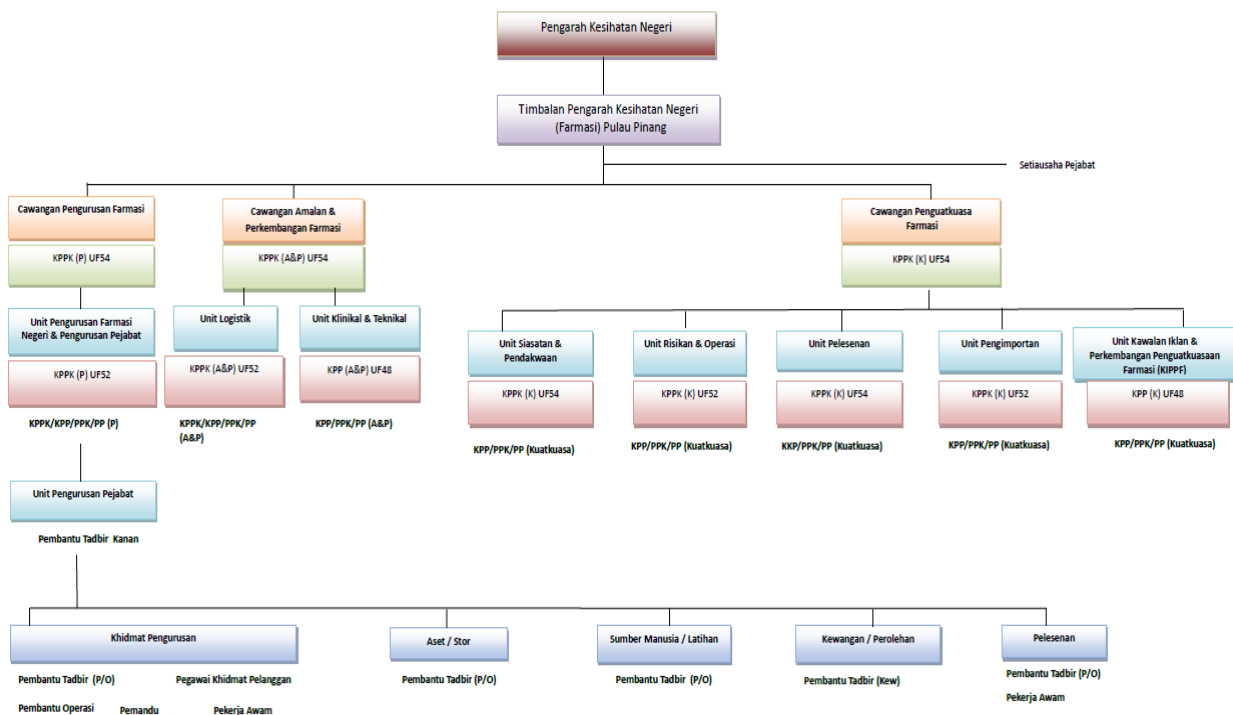 Pengarah Kesihatan Negeri
Timbalan Pengarah Kesihatan Negeri
(Farmasi) Pulau Pinang
Setiausaha Pejabat
Cawangan Pengurusan Farmasi
KPPK (P) UF54
Cawangan Amalan &
Perkembangan Farmasi
KPPK (A&P) UF54
Cawangan Penguatkuasa
Farmasi
KPPK (K) UF54
Unit Pengurusan Farmasi
Negeri & Pengurusan Pejabat
KPPK (P) UF52
KPPK/KPP/PPK/PP (P)
Unit Logistik
KPPK (A&P) UF52
KPPK/KPP/PPK/PP
(A&P)
Unit Klinikal & Teknikal
KPP (A&P) UF48
KPP/PPK/PP (A&P)
Unit Siasatan &
Pendakwaan
KPPK (K) UF54
KPP/PPK/PP (Kuatkuasa)
Unit Risikan & Operasi
KPPK (K) UF52
KPP/PPK/PP (Kuatkuasa)
Unit Pelesenan
KPPK (K) UF54
KKP/PPK/PP (Kuatkuasa)
Unit Pengimportan
KPPK (K) UF52
KPP/PPK/PP (Kuatkuasa)
Unit Kawalan Iklan &
Perkembangan Penguatkuasaan
Farmasi (KIPPF)
KPP (K) UF48
KPP/PPK/PP (Kuatkuasa)
Unit Pengurusan Pejabat
Pembantu Tadbir Kanan
Khidmat Pengurusan
Pembantu Tadbir (P/O)
Pegawai Khidmat Pelanggan
Pembantu Operasi
Pemandu
Pekerja Awam
Aset / Stor
Pembantu Tadbir (P/O)
Sumber Manusia / Latihan
Pembantu Tadbir (P/O)
Kewangan / Perolehan
Pembantu Tadbir (Kew)
Pelesenan
Pembantu Tadbir (P/O)
Pekerja Awam